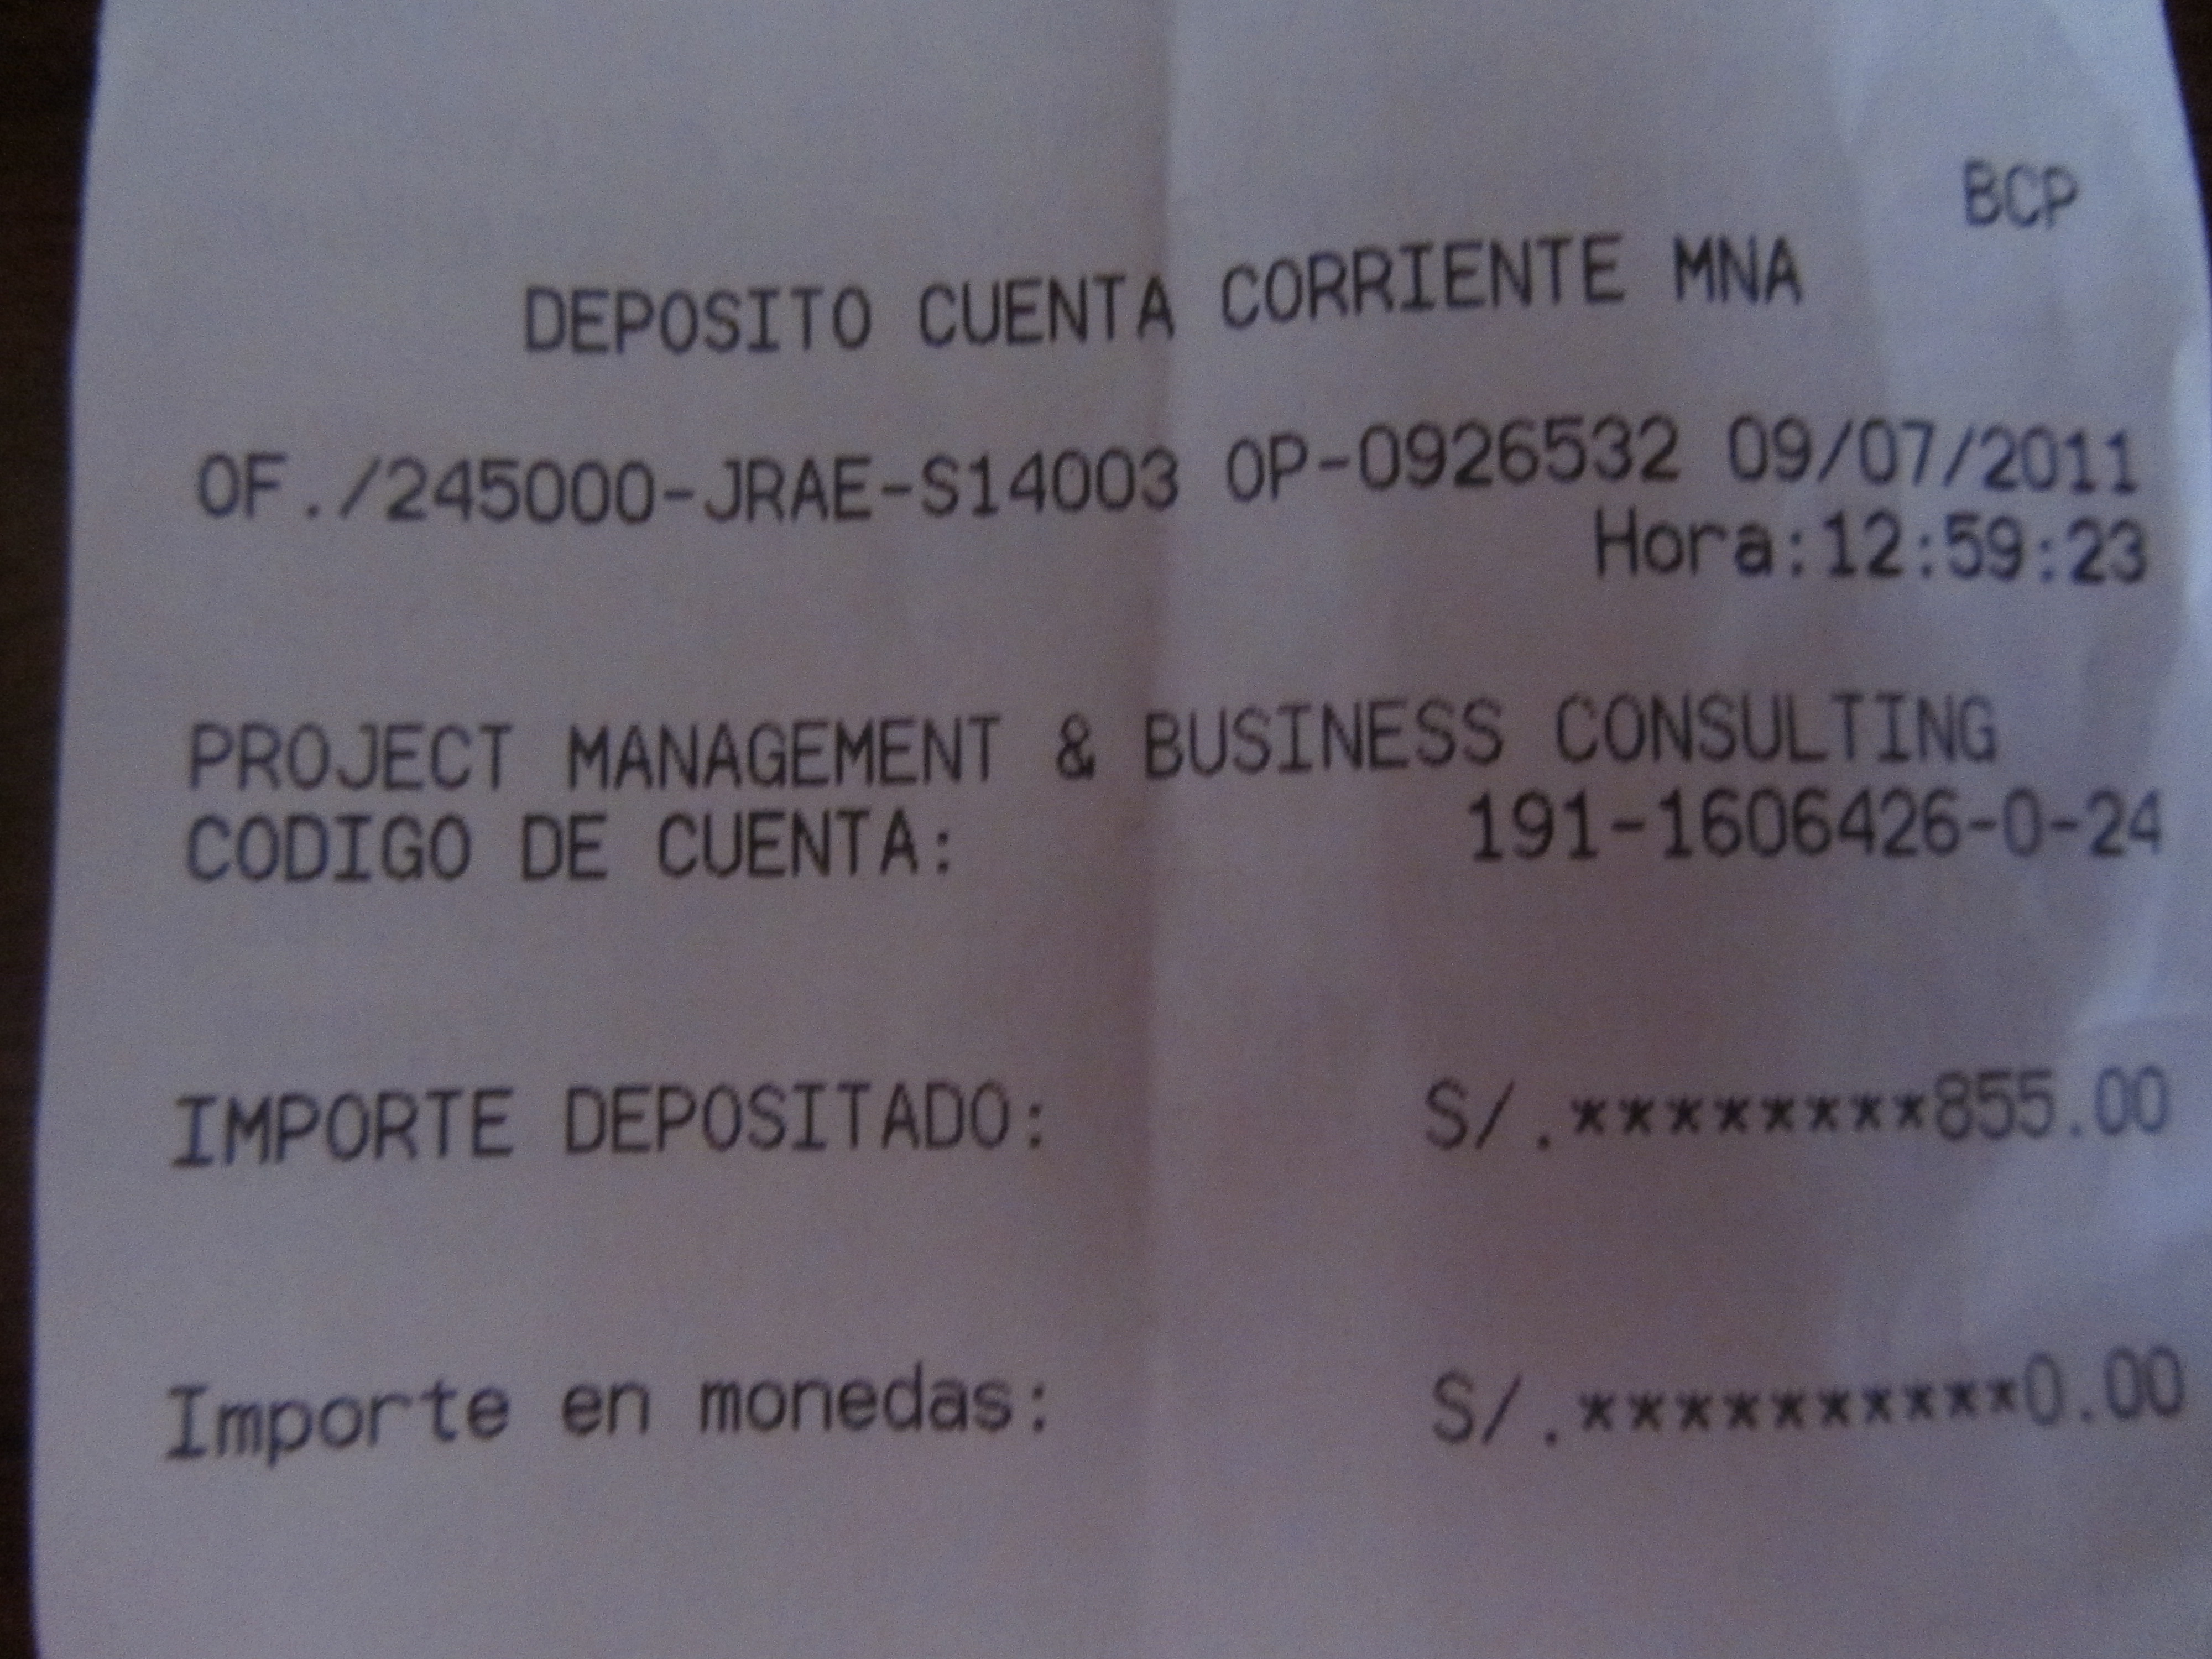 BCP
DEPOSITO CUENTA CORRIENTE MNA
OF./245000-JRAE-S14003 OP-0926532 09/07/2011
Hora:12:59:23
PROJECT MANAGEMENT & BUSINESS CONSULTING
CODIGO DE CUENTA: 191-1606426-0-24
IMPORTE DEPOSITADO: S/.********855.00
Importe en monedas: S/.**********0.00